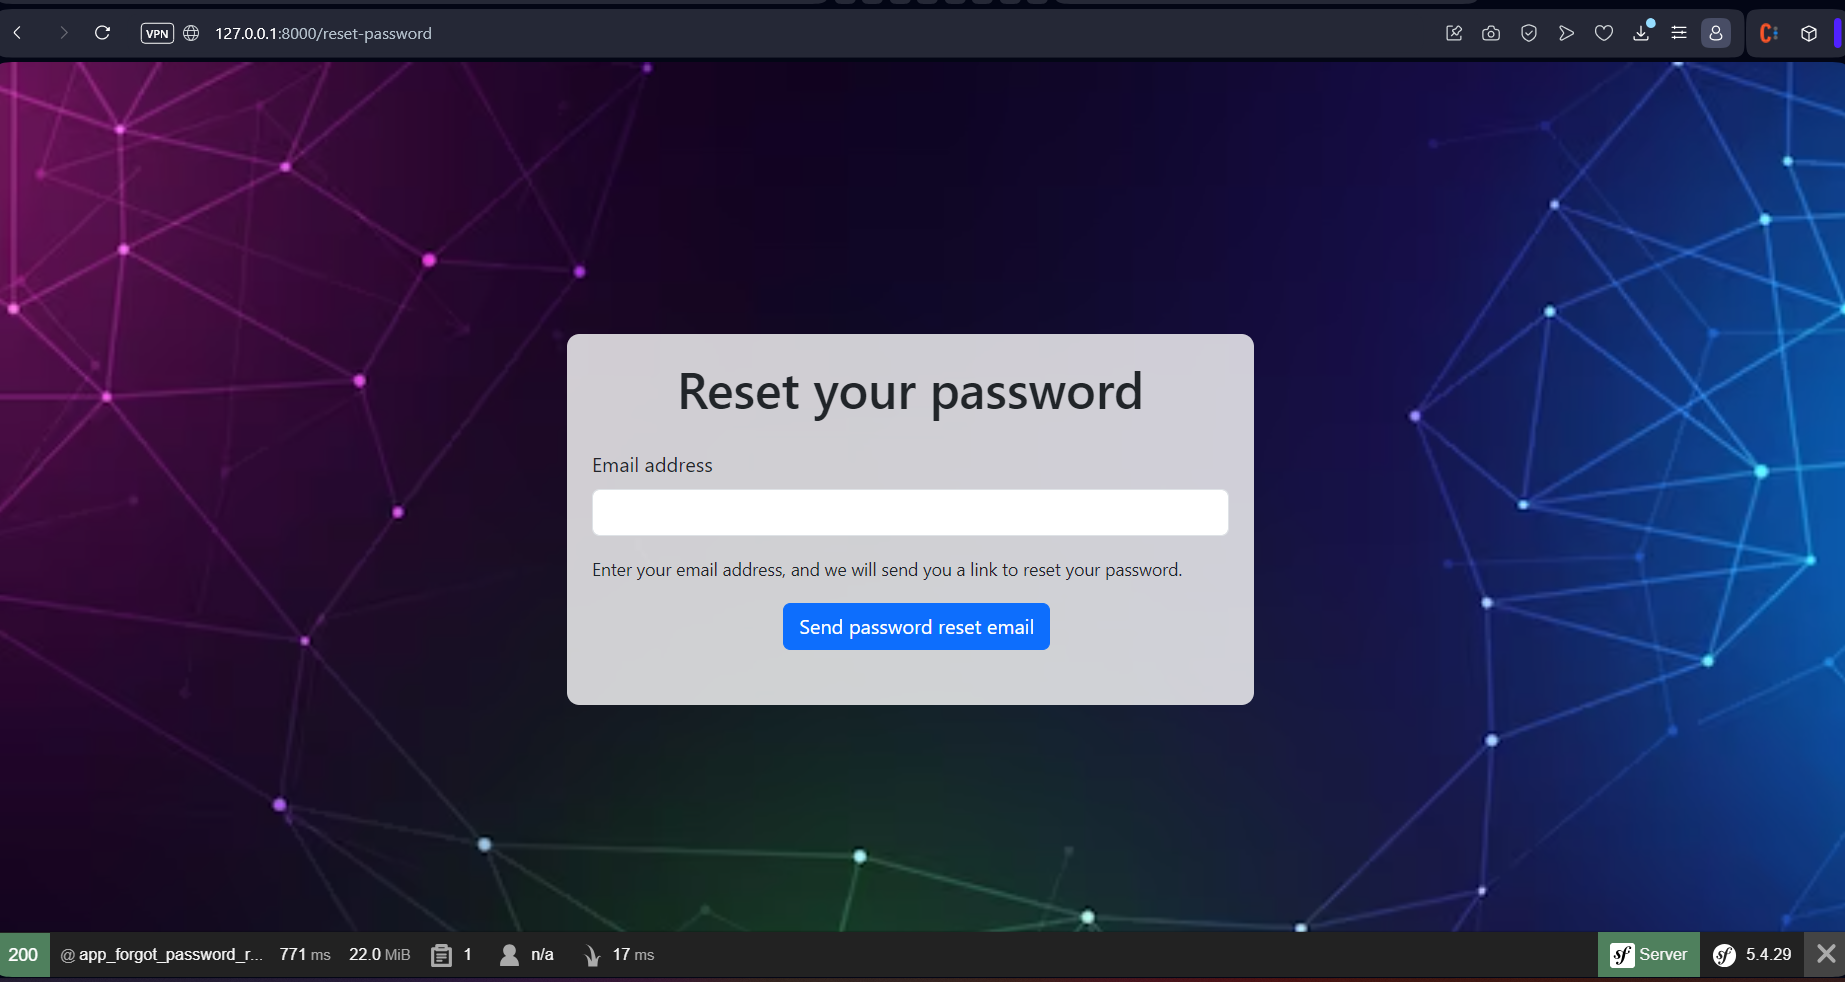 VPN 127.0.0.1:8000/reset-password
Reset your password
Email address
Enter your email address, and we will send you a link to reset your password.
Send password reset email
200 @ app_forgot_password_r... 771 ms 22.0 MiB 1 n/a 17 ms sf Server sf 5.4.29